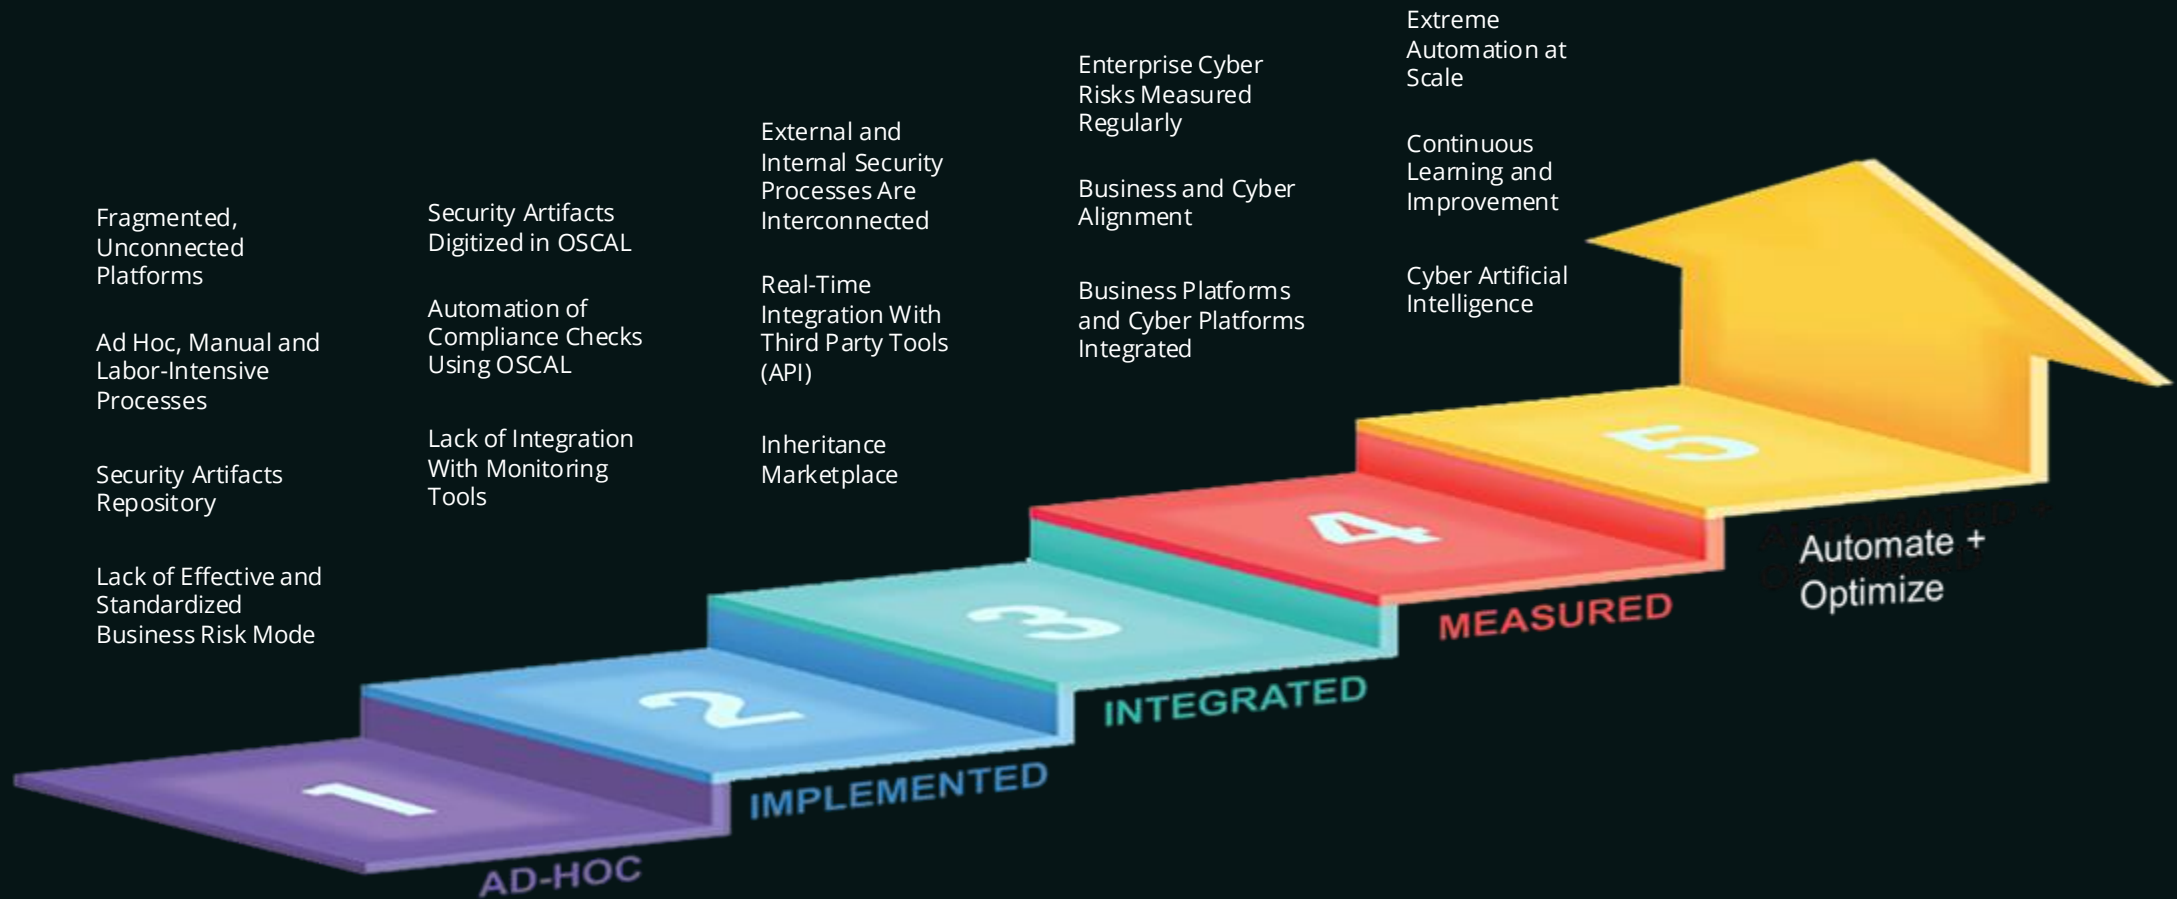 Fragmented,
Unconnected
Platforms
Ad Hoc, Manual and
Labor-Intensive
Processes
Security Artifacts
Repository
Lack of Effective and
Standardized
Business Risk Mode
Security Artifacts
Digitized in OSCAL
Automation of
Compliance Checks
Using OSCAL
Lack of Integration
With Monitoring
Tools
External and
Internal Security
Processes Are
Interconnected
Real-Time
Integration With
Third Party Tools
(API)
Inheritance
Marketplace
Enterprise Cyber
Risks Measured
Regularly
Business and Cyber
Alignment
Business Platforms
and Cyber Platforms
Integrated
Extreme
Automation at
Scale
Continuous
Learning and
Improvement
Cyber Artificial
Intelligence
1
AD-HOC
2
IMPLEMENTED
3
INTEGRATED
4
MEASURED
5
Automate +
Optimize